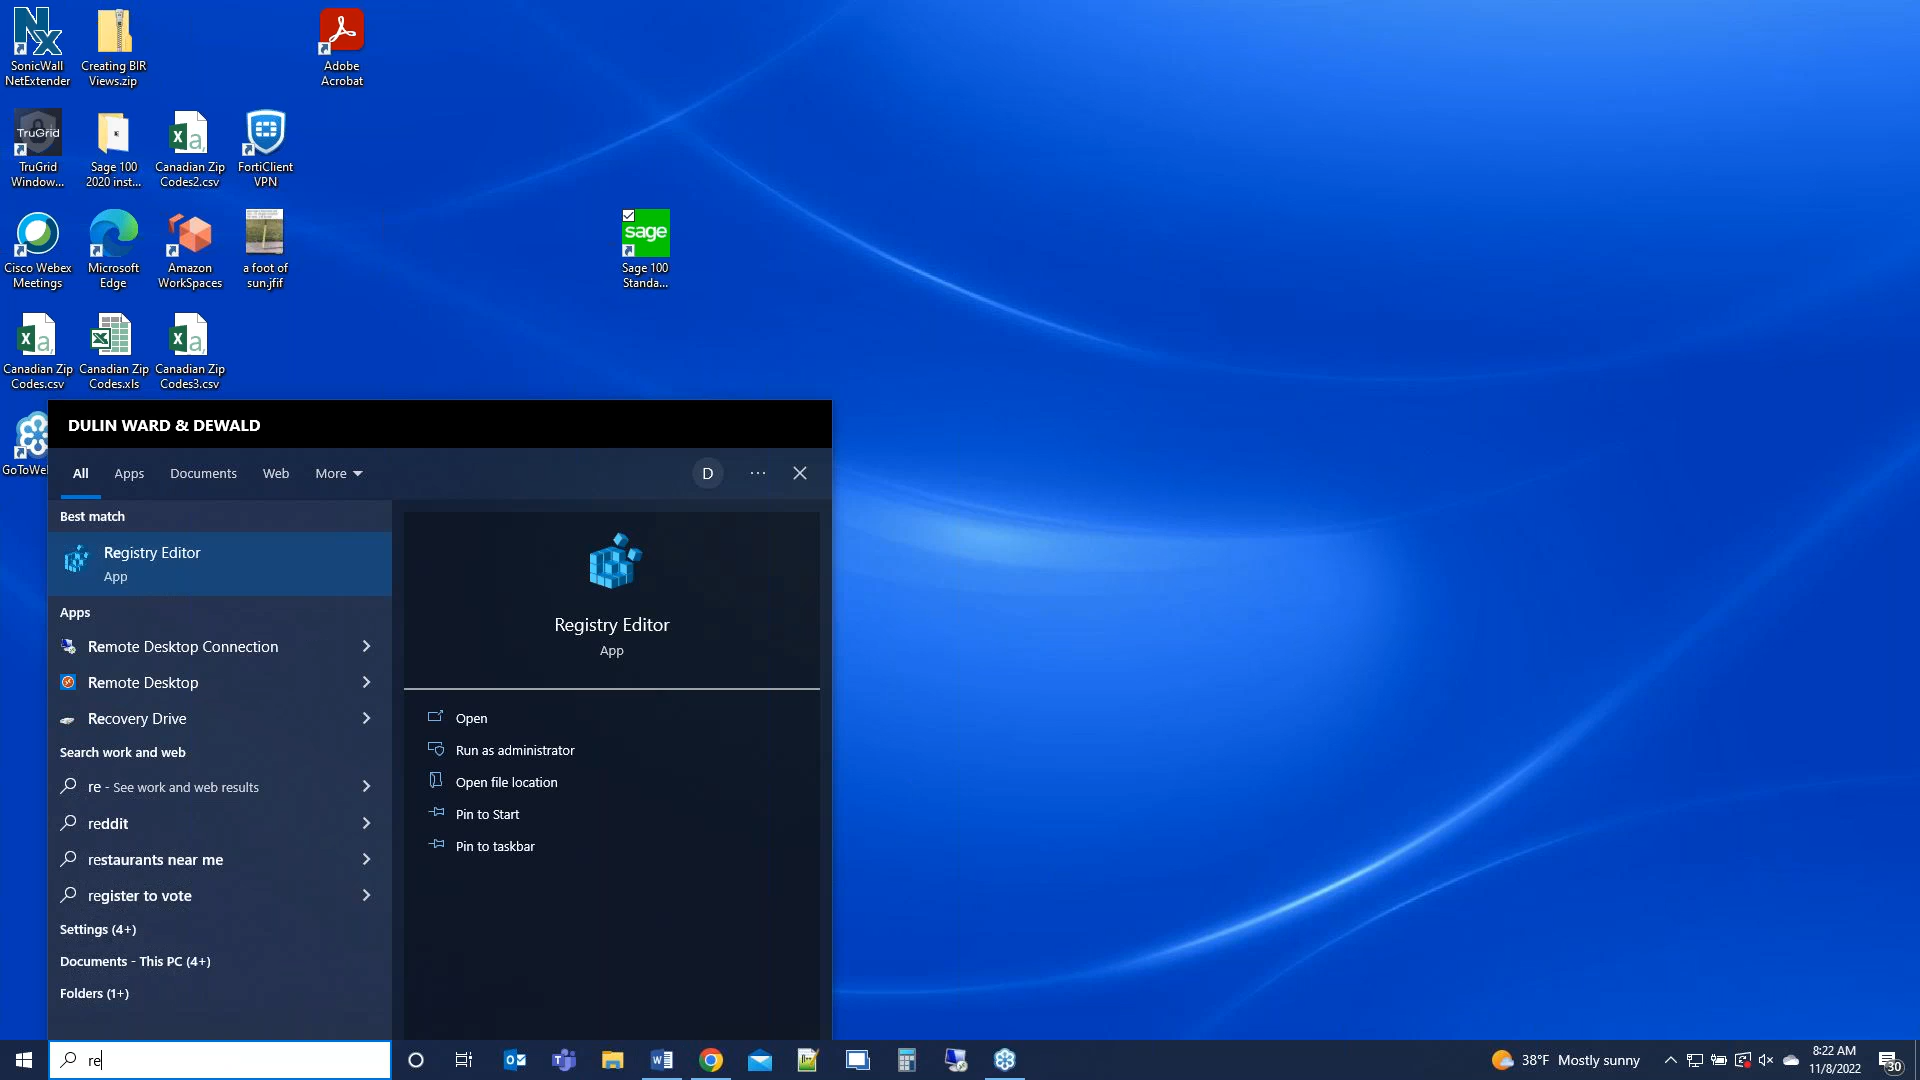 SonicWall
NetExtender
Creating BIR
Views.zip
Adobe
Acrobat
TruGrid
TruGrid
Window...
Sage 100
2020 inst...
Canadian Zip
Codes2.csv
FortiClient
VPN
Cisco Webex
Meetings
Microsoft
Edge
Amazon
WorkSpaces
a foot of
sun.jfif
sage
Sage 100
Standa...
Canadian Zip
Codes.csv
Canadian Zip
Codes.xls
Canadian Zip
Codes3.csv
GoToWe
DULIN WARD & DEWALD
All
Apps
Documents
Web
More
D
Best match
Registry Editor
App
Apps
Remote Desktop Connection
Remote Desktop
Recovery Drive
Search work and web
re - See work and web results
reddit
restaurants near me
register to vote
Settings (4+)
Documents - This PC (4+)
Folders (1+)
Registry Editor
App
Open
Run as administrator
Open file location
Pin to Start
Pin to taskbar
re
38°F Mostly sunny
8:22 AM
11/8/2022
30